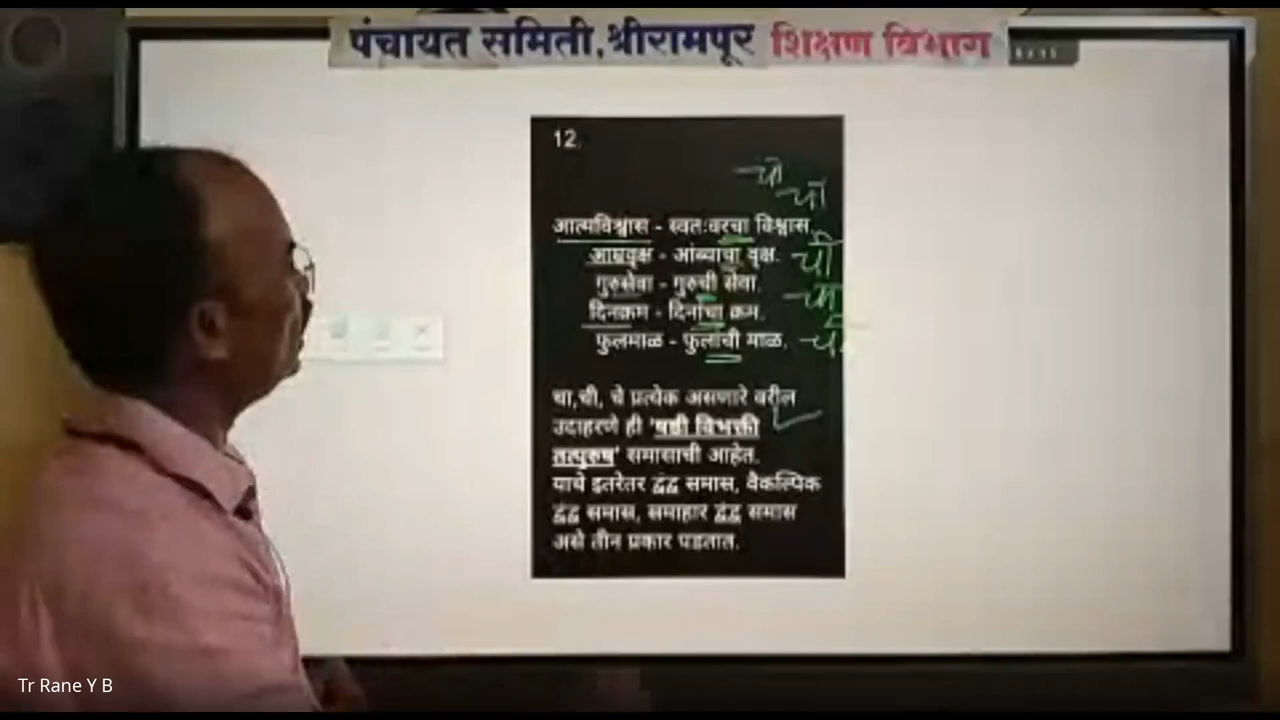 पंचायत समिती,श्रीरामपूर शिक्षण विभाग
12.
चा
चा
आत्मविश्वास - स्वतःवरचा विश्वास.
आम्रवृक्ष - आंब्याचा वृक्ष.
ची
गुरुसेवा - गुरुची सेवा.
चा
दिनक्रम - दिनांचा क्रम.
फुलमाळ - फुलांची माळ.
ची
चा,ची, चे प्रत्येक असणारे वरील
उदाहरणे ही 'षष्ठी विभक्ती
तत्पुरुष' समासाची आहेत.
याचे इतरेतर द्वंद्व समास, वैकल्पिक
द्वंद्व समास, समाहार द्वंद्व समास
असे तीन प्रकार पडतात.
Tr Rane Y B